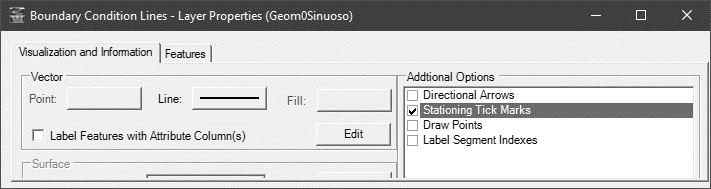 Boundary Condition Lines - Layer Properties (Geom0Sinuoso)
Visualization and Information
Features
Vector
Point:
Line:
Fill:
Label Features with Attribute Column(s)
Edit
Surface
Addtional Options
Directional Arrows
Stationing Tick Marks
Draw Points
Label Segment Indexes